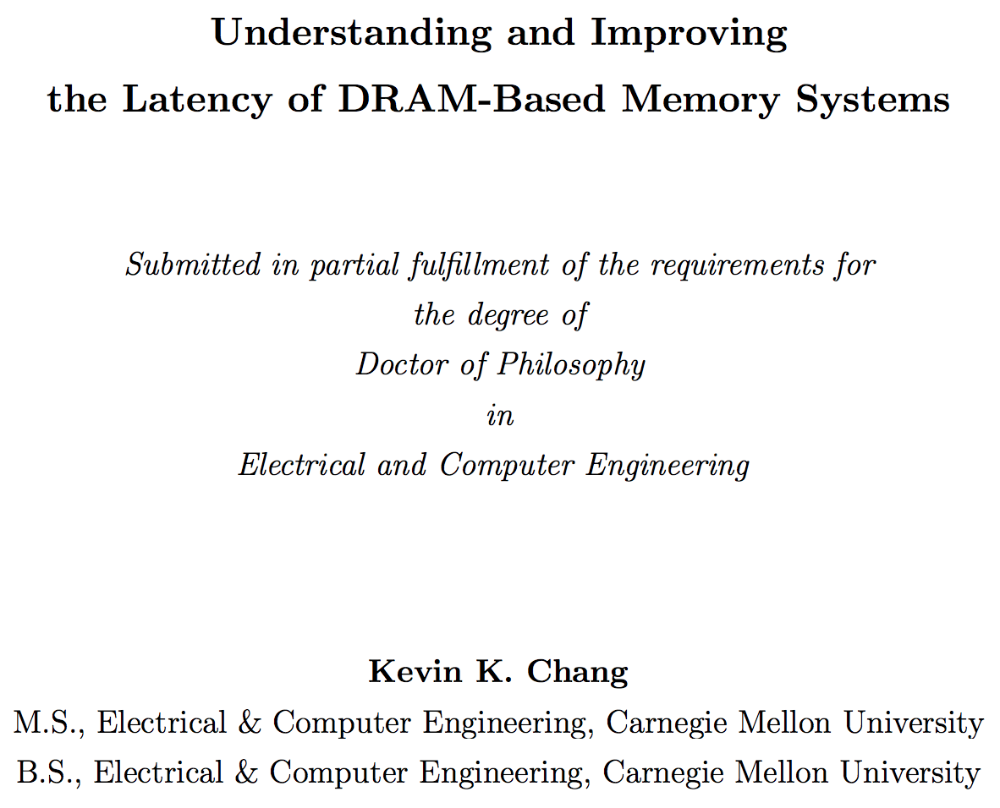 Understanding and Improving
the Latency of DRAM-Based Memory Systems
Submitted in partial fulfillment of the requirements for
the degree of
Doctor of Philosophy
in
Electrical and Computer Engineering
Kevin K. Chang
M.S., Electrical & Computer Engineering, Carnegie Mellon University
B.S., Electrical & Computer Engineering, Carnegie Mellon University